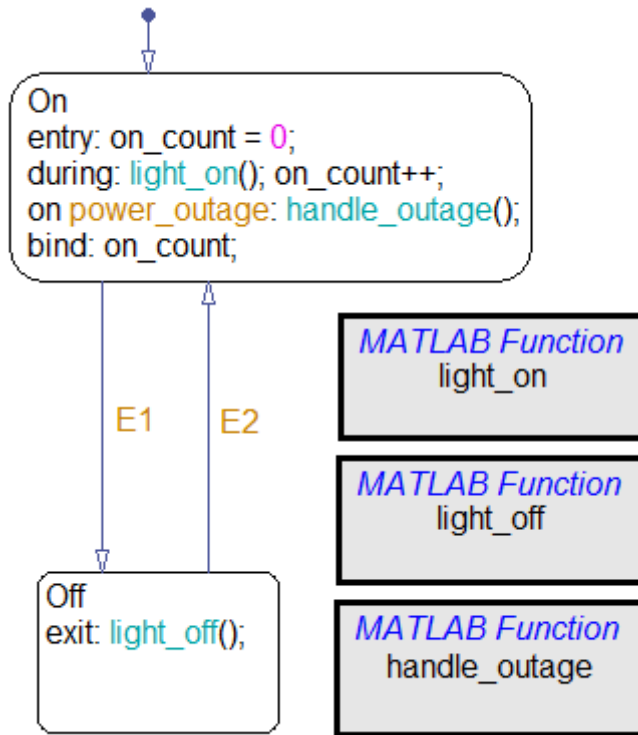 On
entry: on_count = 0;
during: light_on(); on_count++;
on power_outage: handle_outage();
bind: on_count;
MATLAB Function
light_on
E1
E2
MATLAB Function
light_off
Off
exit: light_off();
MATLAB Function
handle_outage